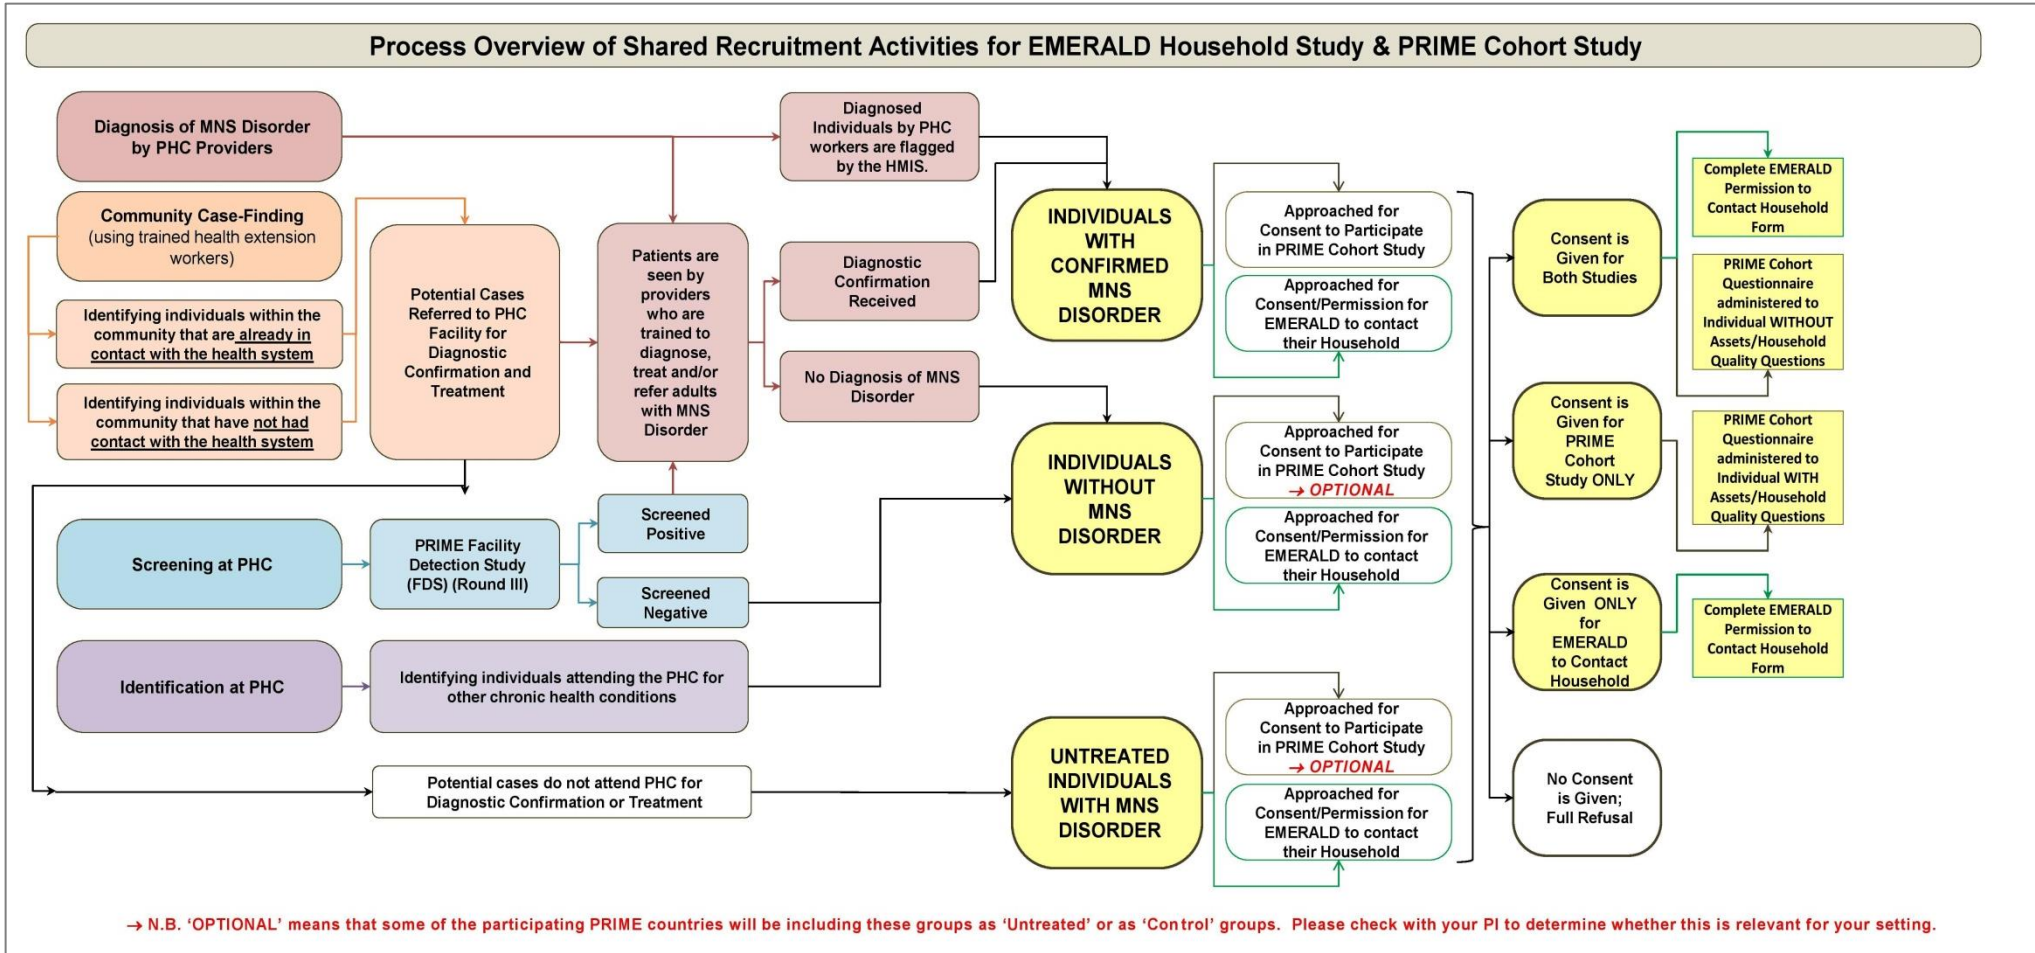 Process Overview of Shared Recruitment Activities for EMERALD Household Study & PRIME Cohort Study
Diagnosis of MNS Disorder
by PHC Providers
Community Case-Finding
(using trained health extension
workers)
Identifying individuals within the
community that are already in
contact with the health system
Identifying individuals within the
community that have not had
contact with the health system
Potential Cases
Referred to PHC
Facility for
Diagnostic
Confirmation and
Treatment
Patients are
seen by
providers
who are
trained to
diagnose,
treat and/or
refer adults
with MNS
Disorder
Diagnosed
Individuals by PHC
workers are flagged
by the HMIS.
Diagnostic
Confirmation
Received
No Diagnosis of MNS
Disorder
Screening at PHC
PRIME Facility
Detection Study
(FDS) (Round III)
Screened
Positive
Screened
Negative
Identification at PHC
Identifying individuals attending the PHC for
other chronic health conditions
Potential cases do not attend PHC for
Diagnostic Confirmation or Treatment
INDIVIDUALS
WITH
CONFIRMED
MNS
DISORDER
Approached for
Consent to Participate
in PRIME Cohort Study
Approached for
Consent/Permission for
EMERALD to contact
their Household
INDIVIDUALS
WITHOUT
MNS
DISORDER
Approached for
Consent to Participate
in PRIME Cohort Study
→ OPTIONAL
Approached for
Consent/Permission for
EMERALD to contact
their Household
UNTREATED
INDIVIDUALS
WITH MNS
DISORDER
Approached for
Consent to Participate
in PRIME Cohort Study
→ OPTIONAL
Approached for
Consent/Permission for
EMERALD to contact
their Household
Consent is
Given for
Both Studies
Complete EMERALD
Permission to
Contact Household
Form
PRIME Cohort
Questionnaire
administered to
Individual WITHOUT
Assets/Household
Quality Questions
Consent is
Given for
PRIME
Cohort
Study ONLY
PRIME Cohort
Questionnaire
administered to
Individual WITH
Assets/Household
Quality Questions
Consent is
Given ONLY
for
EMERALD
to Contact
Household
Complete EMERALD
Permission to
Contact Household
Form
No Consent
is Given;
Full Refusal
→ N.B. ‘OPTIONAL’ means that some of the participating PRIME countries will be including these groups as ‘Untreated’ or as ‘Control’ groups. Please check with your PI to determine whether this is relevant for your setting.